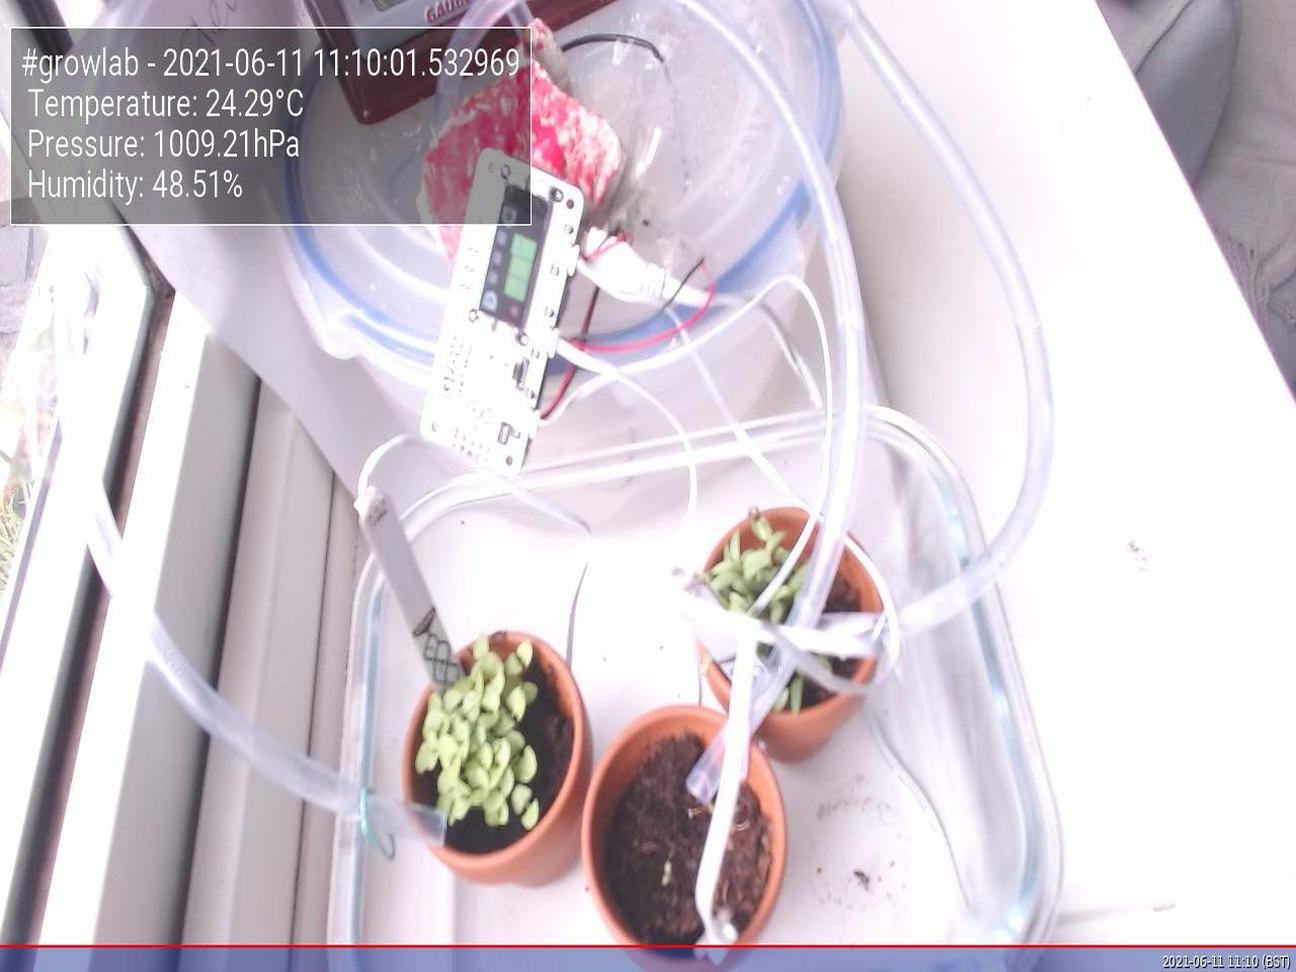 #growlab - 2021-06-11 11:10:01.532969
Temperature: 24.29°C
Pressure: 1009.21hPa
Humidity: 48.51%
2021-06-11 11:10 (BST)